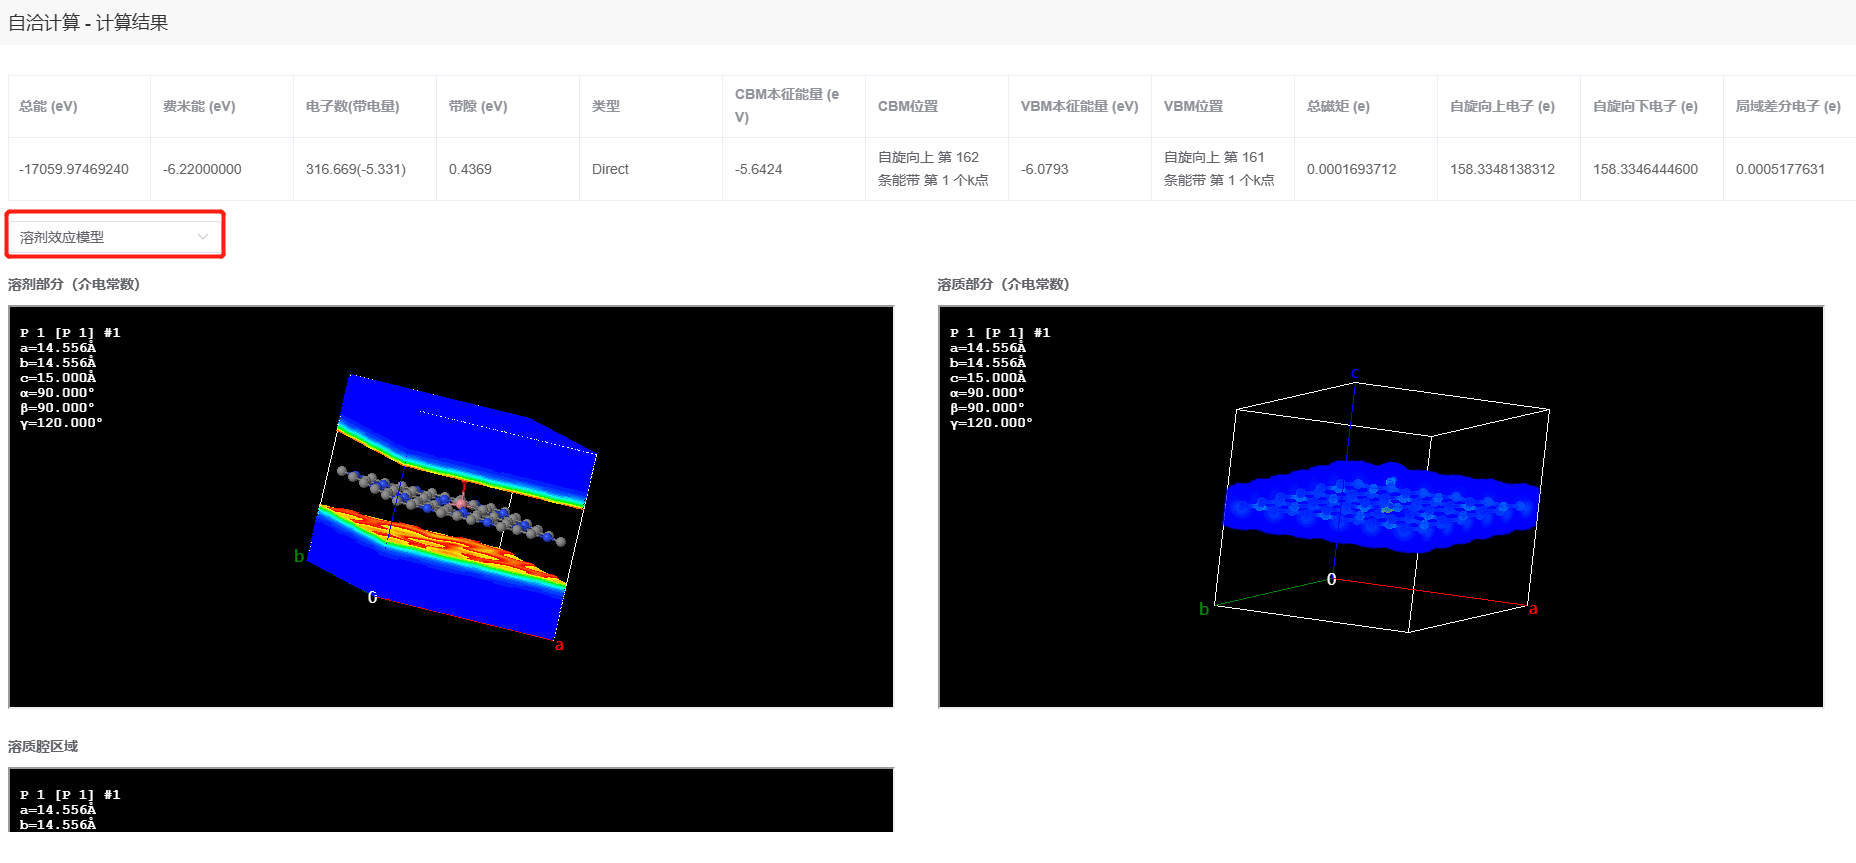 自洽计算 - 计算结果
总能 (eV)
费米能 (eV)
电子数(带电量)
带隙 (eV)
类型
CBM本征能量 (e
V)
CBM位置
VBM本征能量 (eV)
VBM位置
总磁矩 (e)
自旋向上电子 (e)
自旋向下电子 (e)
局域差分电子 (e)
-17059.97469240
-6.22000000
316.669(-5.331)
0.4369
Direct
-5.6424
自旋向上 第 162
条能带 第 1 个k点
-6.0793
自旋向上 第 161
条能带 第 1 个k点
0.0001693712
158.3348138312
158.3346444600
0.0005177631
溶剂效应模型
溶剂部分（介电常数）
P 1 [P 1] #1
a=14.556Å
b=14.556Å
c=15.000Å
α=90.000°
β=90.000°
γ=120.000°
b
0
a
溶质部分（介电常数）
P 1 [P 1] #1
a=14.556Å
b=14.556Å
c=15.000Å
α=90.000°
β=90.000°
γ=120.000°
c
0
b
a
溶质腔区域
P 1 [P 1] #1
a=14.556Å
b=14.556Å